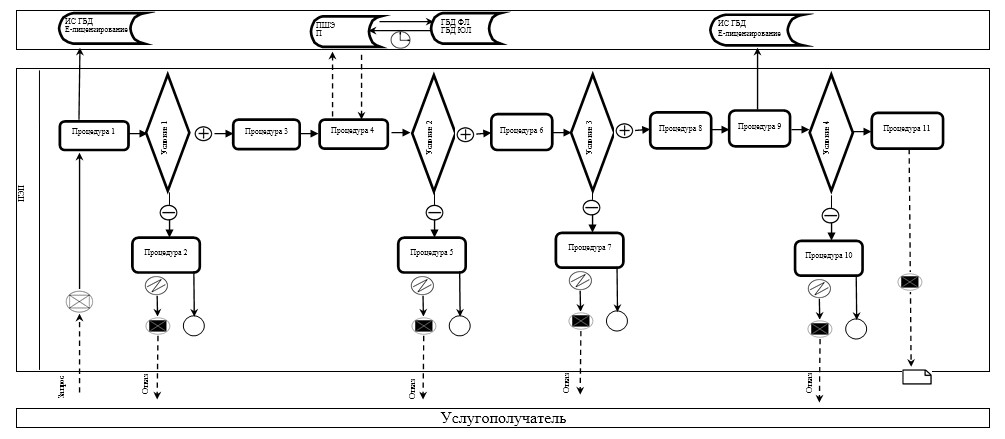 ИС ГБД
Е-лицензирование
ПШЭ
П
ГБД ФЛ
ГБД ЮЛ
ИС ГБД
Е-лицензирование
ПЭП
Процедура 1
Условие 1
Процедура 3
Процедура 4
Условие 2
Процедура 6
Условие 3
Процедура 8
Процедура 9
Условие 4
Процедура 11
Процедура 2
Процедура 5
Процедура 7
Процедура 10
Запрос
Отказ
Отказ
Отказ
Отказ
Услугополучатель